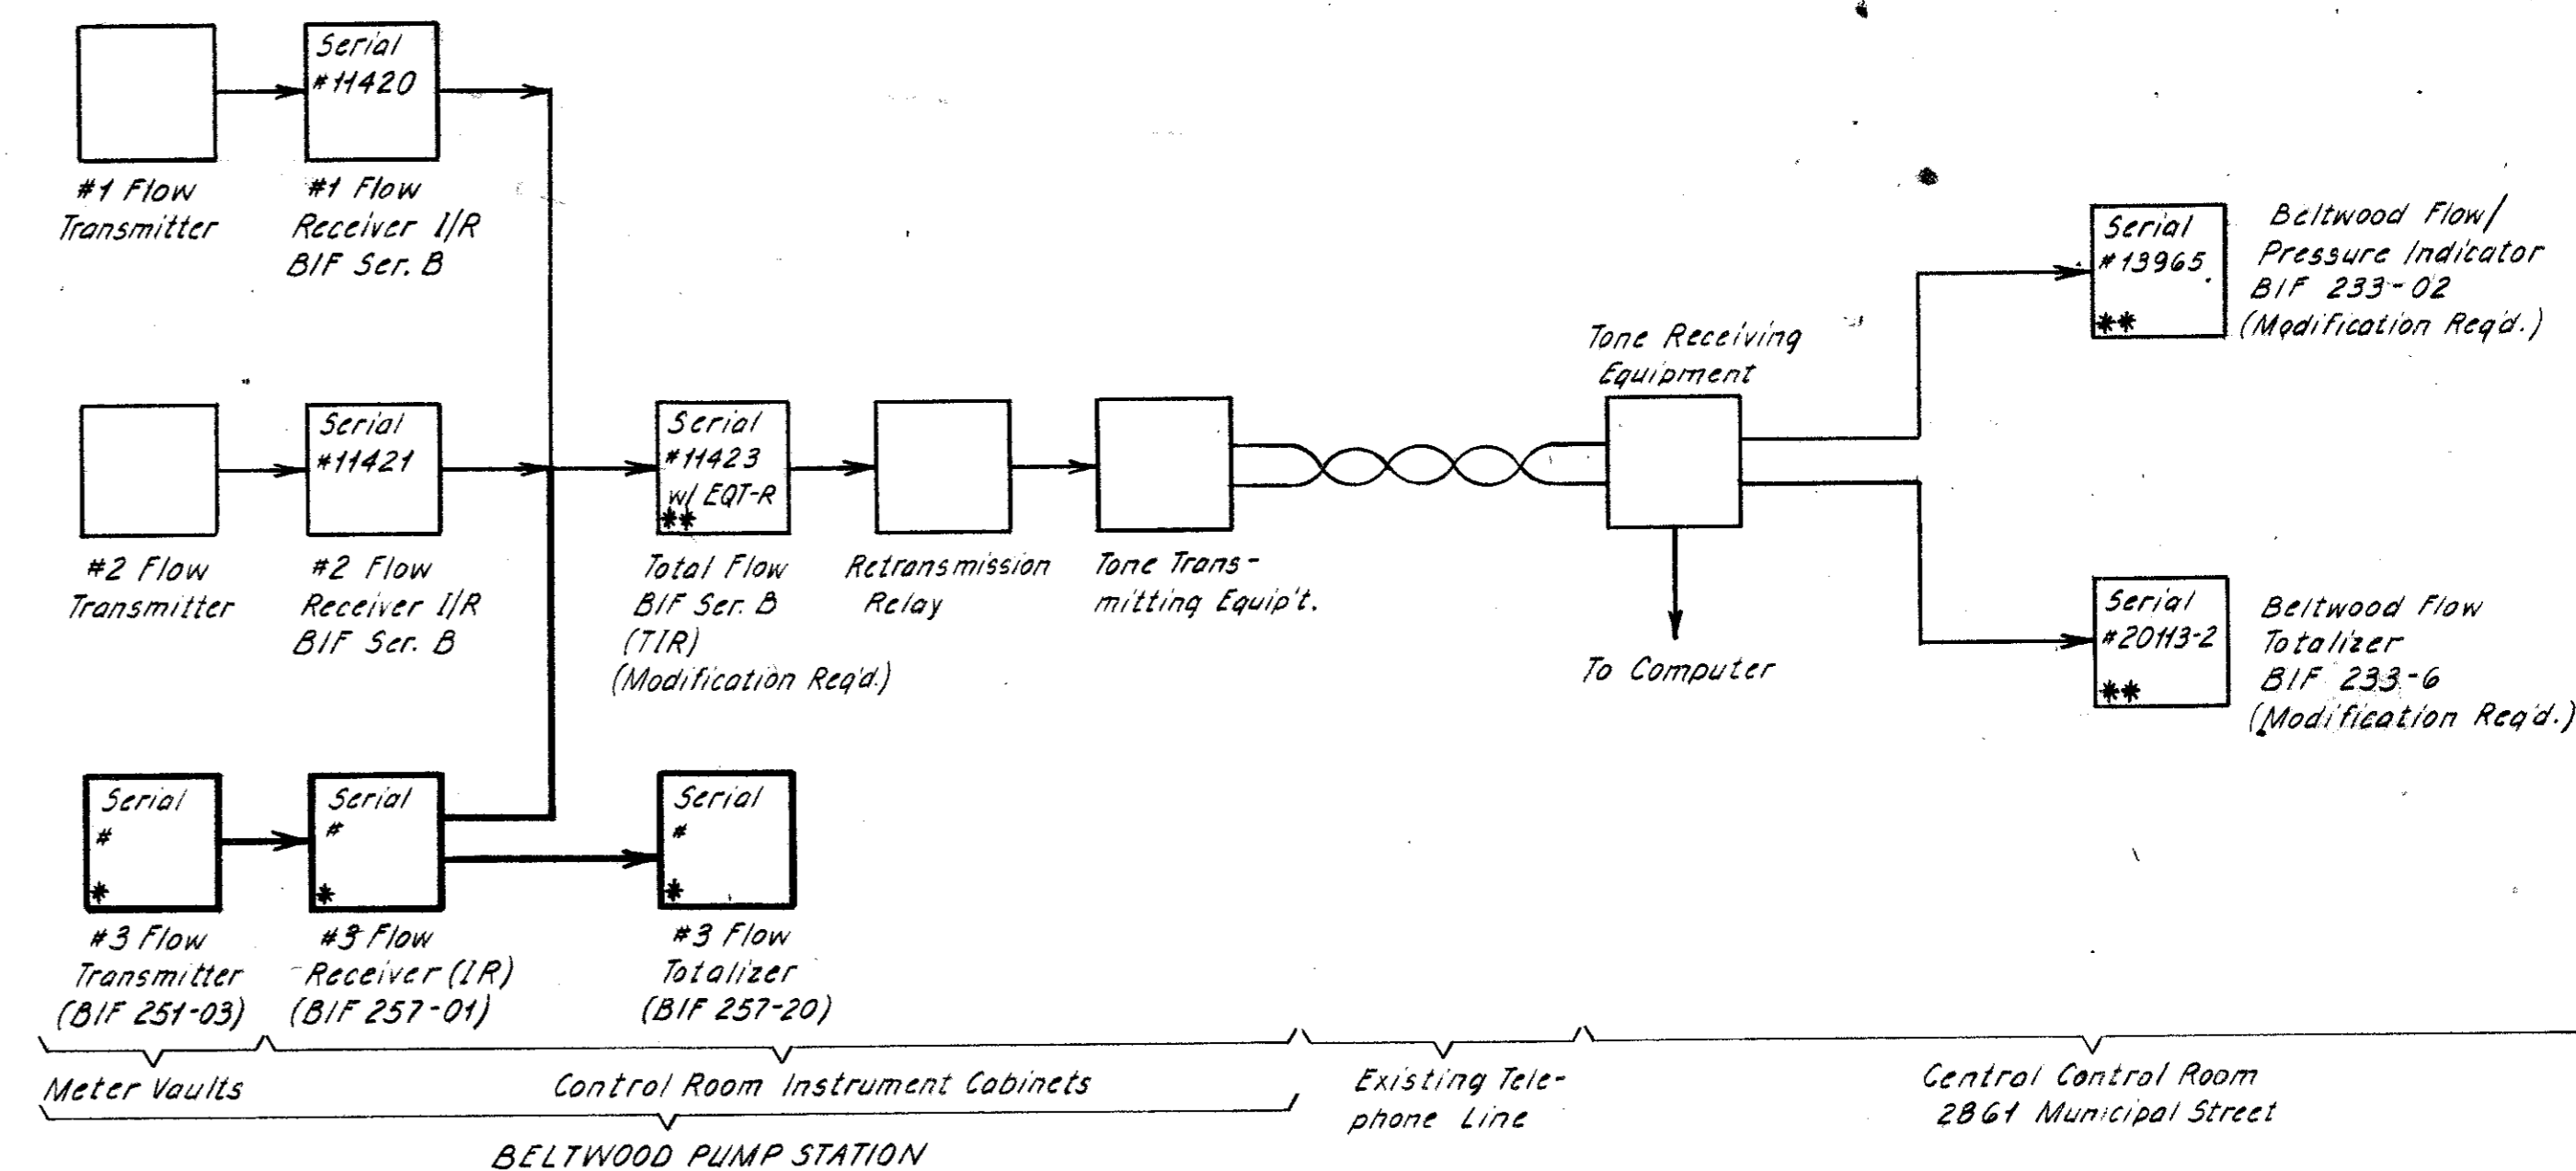 Serial
#11420
#1 Flow
Transmitter
#1 Flow
Receiver I/R
BIF Ser. B
Serial
#13965
**
Beltwood Flow/
Pressure Indicator
BIF 233-02
(Modification Req'd.)
Tone Receiving
Equipment
Serial
#11421
Serial
#11423
w/ EQT-R
**
#2 Flow
Transmitter
#2 Flow
Receiver I/R
BIF Ser. B
Total Flow
BIF Ser. B
(TIR)
(Modification Req'd.)
Retransmission
Relay
Tone Trans-
mitting Equip't.
To Computer
Serial
#20113-2
**
Beltwood Flow
Totalizer
BIF 233-6
(Modification Req'd.)
Serial
#
*
Serial
#
*
Serial
#
*
#3 Flow
Transmitter
(BIF 251-03)
#3 Flow
Receiver (IR)
(BIF 257-01)
#3 Flow
Totalizer
(BIF 257-20)
Meter Vaults
Control Room Instrument Cabinets
Existing Tele-
phone Line
Central Control Room
2861 Municipal Street
BELTWOOD PUMP STATION